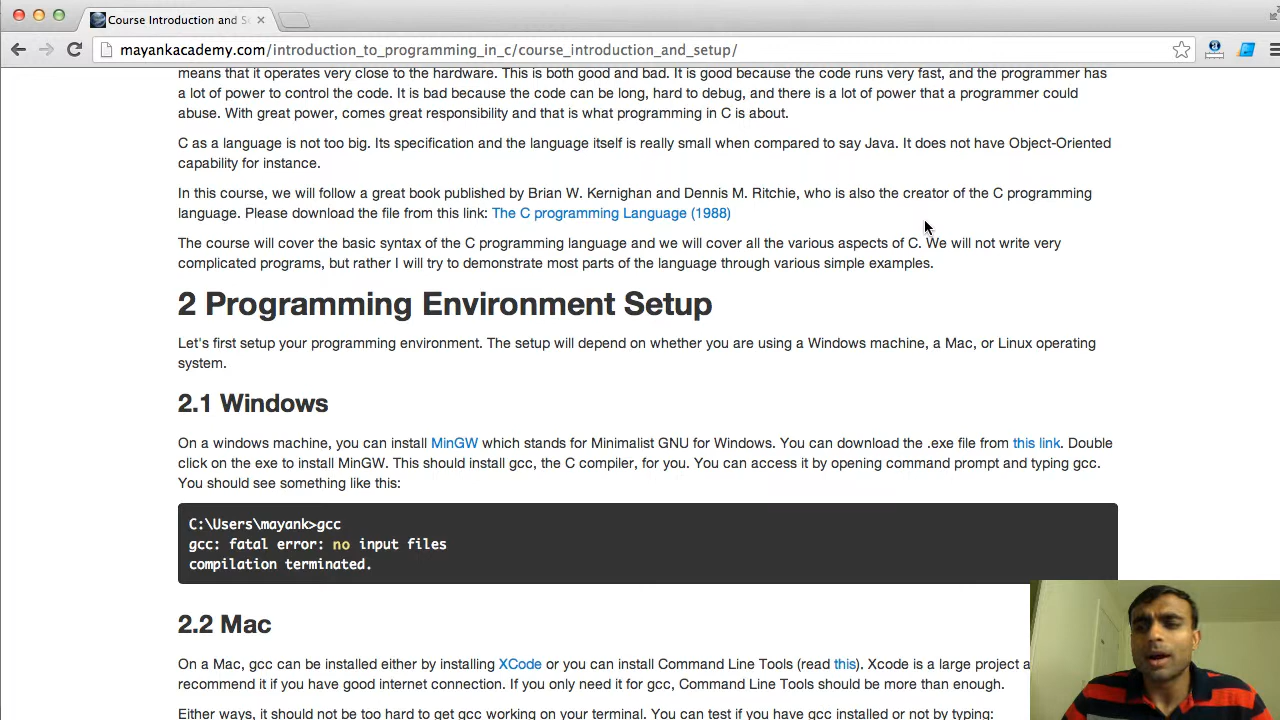 Course Introduction and S
mayankacademy.com/introduction_to_programming_in_c/course_introduction_and_setup/
means that it operates very close to the hardware. This is both good and bad. It is good because the code runs very fast, and the programmer has
a lot of power to control the code. It is bad because the code can be long, hard to debug, and there is a lot of power that a programmer could
abuse. With great power, comes great responsibility and that is what programming in C is about.
C as a language is not too big. Its specification and the language itself is really small when compared to say Java. It does not have Object-Oriented
capability for instance.
In this course, we will follow a great book published by Brian W. Kernighan and Dennis M. Ritchie, who is also the creator of the C programming
language. Please download the file from this link: The C programming Language (1988)
The course will cover the basic syntax of the C programming language and we will cover all the various aspects of C. We will not write very
complicated programs, but rather I will try to demonstrate most parts of the language through various simple examples.
2 Programming Environment Setup
Let's first setup your programming environment. The setup will depend on whether you are using a Windows machine, a Mac, or Linux operating
system.
2.1 Windows
On a windows machine, you can install MinGW which stands for Minimalist GNU for Windows. You can download the .exe file from this link. Double
click on the exe to install MinGW. This should install gcc, the C compiler, for you. You can access it by opening command prompt and typing gcc.
You should see something like this:
C:\Users\mayank>gcc
gcc: fatal error: no input files
compilation terminated.
2.2 Mac
On a Mac, gcc can be installed either by installing XCode or you can install Command Line Tools (read this). Xcode is a large project a
recommend it if you have good internet connection. If you only need it for gcc, Command Line Tools should be more than enough.
Either ways, it should not be too hard to get gcc working on your terminal. You can test if you have gcc installed or not by typing: